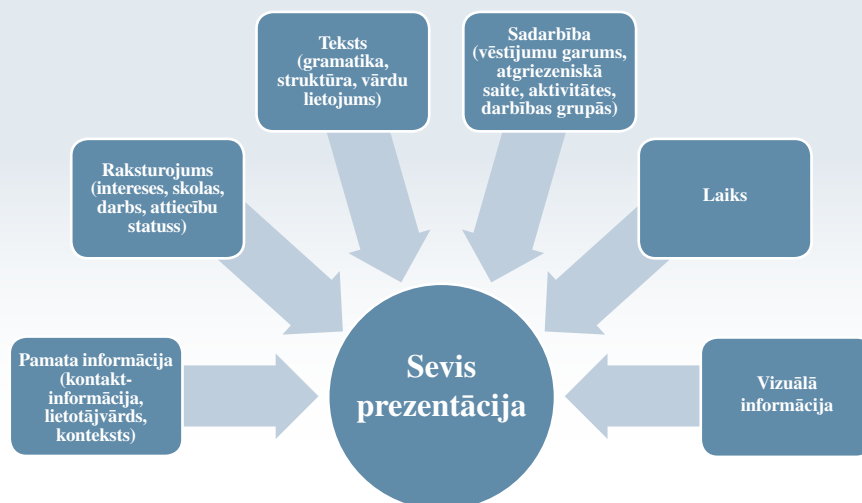 Teksts
(gramatika,
struktūra, vārdu
lietojums)
Sadarbība
(vēstījumu garums,
atgriezeniskā
saite, aktivitātes,
darbības grupās)
Raksturojums
(intereses, skolas,
darbs, attiecību
statuss)
Laiks
Pamata informācija
(kontakt-
informācija,
lietotājvārds,
konteksts)
Sevis
prezentācija
Vizuālā
informācija